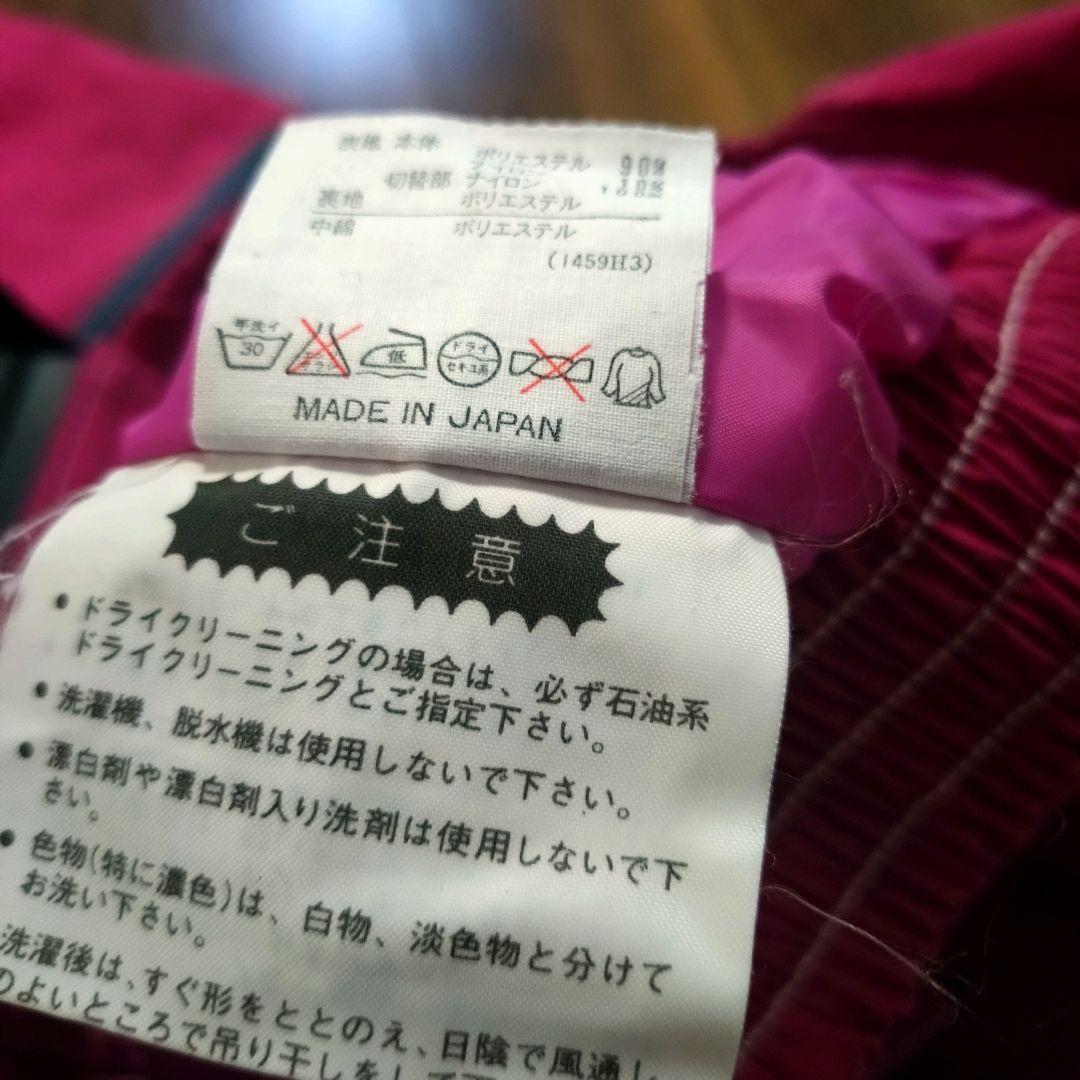 表地 本体 ポリエステル 90%
ナイロン
切替部 ナイロン
裏地 ポリエステル
中綿 ポリエステル
(1459H3)
手洗イ 30 エンソ 低 ドライ セキユ系
MADE IN JAPAN
ご注意
• ドライクリーニングの場合は、必ず石油系
ドライクリーニングとご指定下さい。
• 洗濯機、脱水機は使用しないで下さい。
• 漂白剤や漂白剤入り洗剤は使用しないで下
さい。
• 色物(特に濃色)は、白物、淡色物と分けて
お洗い下さい。
洗濯後は、すぐ形をととのえ、日陰で風通し
のよいところで吊り干しをして下